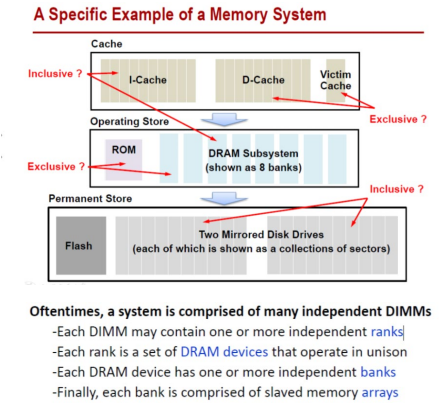 A Specific Example of a Memory System
Cache
Inclusive ?
I-Cache
D-Cache
Victim
Cache
Exclusive ?
Operating Store
ROM
DRAM Subsystem
(shown as 8 banks)
Exclusive ?
Inclusive ?
Permanent Store
Flash
Two Mirrored Disk Drives
(each of which is shown as a collections of sectors)
Oftentimes, a system is comprised of many independent DIMMs
-Each DIMM may contain one or more independent ranks
-Each rank is a set of DRAM devices that operate in unison
-Each DRAM device has one or more independent banks
-Finally, each bank is comprised of slaved memory arrays